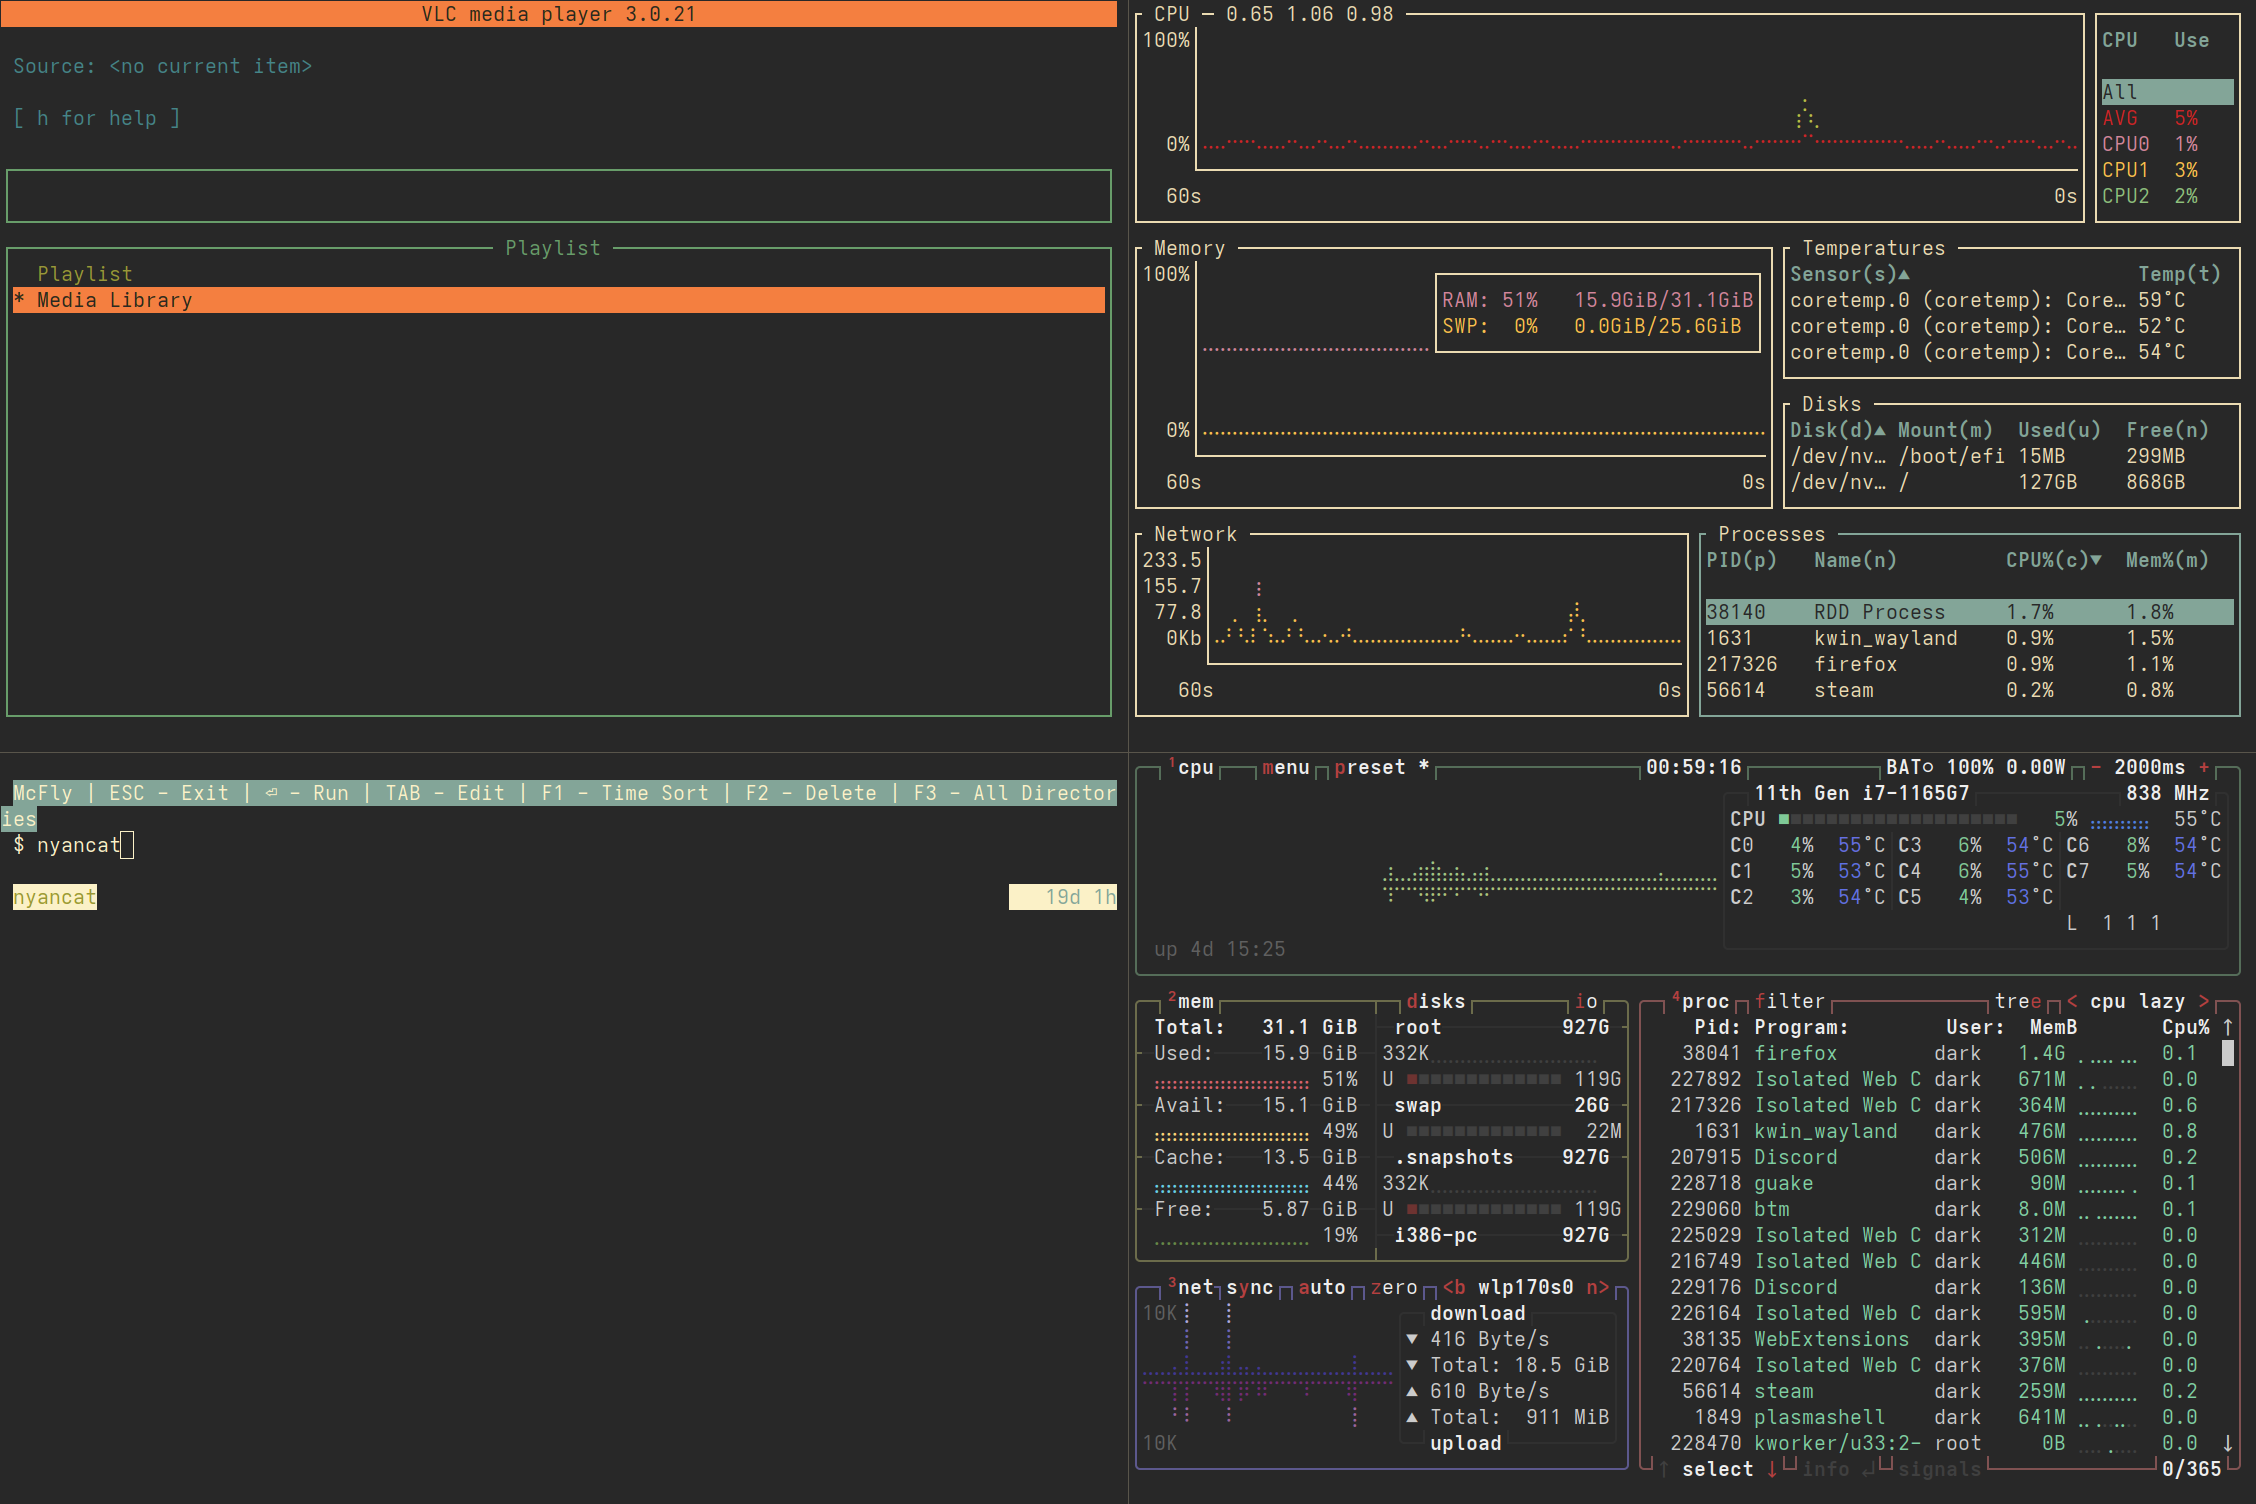 VLC media player 3.0.21
Source: <no current item>
[ h for help ]
Playlist
Playlist
* Media Library
CPU — 0.65 1.06 0.98
100%
0%
60s 0s
CPU Use
All
AVG 5%
CPU0 1%
CPU1 3%
CPU2 2%
Memory
100%
RAM: 51% 15.9GiB/31.1GiB
SWP: 0% 0.0GiB/25.6GiB
0%
60s 0s
Temperatures
Sensor(s)▲ Temp(t)
coretemp.0 (coretemp): Core… 59°C
coretemp.0 (coretemp): Core… 52°C
coretemp.0 (coretemp): Core… 54°C
Disks
Disk(d)▲ Mount(m) Used(u) Free(n)
/dev/nv… /boot/efi 15MB 299MB
/dev/nv… / 127GB 868GB
Network
233.5
155.7
77.8
0Kb
60s 0s
Processes
PID(p) Name(n) CPU%(c)▼ Mem%(m)
38140 RDD Process 1.7% 1.8%
1631 kwin_wayland 0.9% 1.5%
217326 firefox 0.9% 1.1%
56614 steam 0.2% 0.8%
McFly | ESC - Exit | ⏎ - Run | TAB - Edit | F1 - Time Sort | F2 - Delete | F3 - All Director
ies
$ nyancat
nyancat 19d 1h
¹cpu menu preset * 00:59:16 BAT○ 100% 0.00W - 2000ms +
11th Gen i7-1165G7 838 MHz
CPU 5% 55°C
C0 4% 55°C C3 6% 54°C C6 8% 54°C
C1 5% 53°C C4 6% 55°C C7 5% 54°C
C2 3% 54°C C5 4% 53°C
L 1 1 1
up 4d 15:25
²mem
Total: 31.1 GiB
Used: 15.9 GiB
51%
Avail: 15.1 GiB
49%
Cache: 13.5 GiB
44%
Free: 5.87 GiB
19%
disks io
root 927G
332K
U 119G
swap 26G
U 22M
.snapshots 927G
332K
U 119G
i386-pc 927G
³net sync auto zero <b wlp170s0 n>
10K
download
▼ 416 Byte/s
▼ Total: 18.5 GiB
▲ 610 Byte/s
▲ Total: 911 MiB
upload
10K
⁴proc filter tree < cpu lazy >
Pid: Program: User: MemB Cpu% ↑
38041 firefox dark 1.4G 0.1
227892 Isolated Web C dark 671M 0.0
217326 Isolated Web C dark 364M 0.6
1631 kwin_wayland dark 476M 0.8
207915 Discord dark 506M 0.2
228718 guake dark 90M 0.1
229060 btm dark 8.0M 0.1
225029 Isolated Web C dark 312M 0.0
216749 Isolated Web C dark 446M 0.0
229176 Discord dark 136M 0.0
226164 Isolated Web C dark 595M 0.0
38135 WebExtensions dark 395M 0.0
220764 Isolated Web C dark 376M 0.0
56614 steam dark 259M 0.2
1849 plasmashell dark 641M 0.0
228470 kworker/u33:2- root 0B 0.0 ↓
↑ select ↓ info ↵ signals 0/365